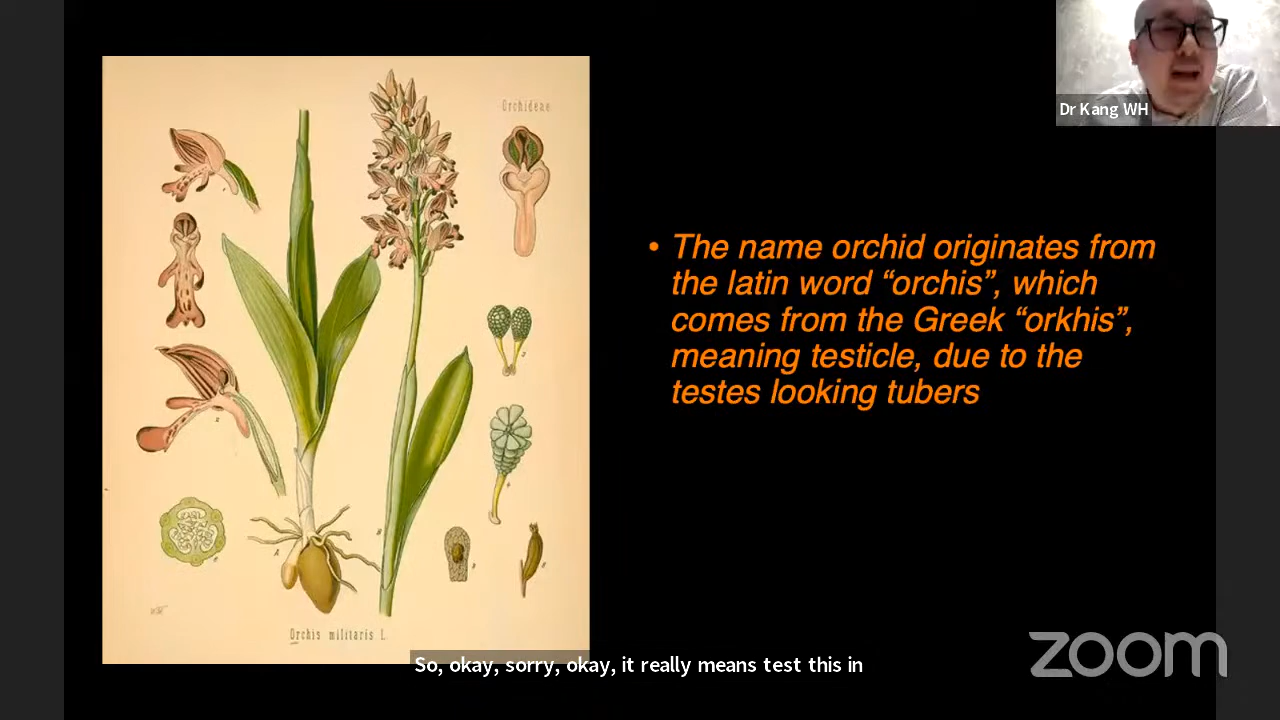 Dr Kang WH
Orchideae
• The name orchid originates from
the latin word “orchis”, which
comes from the Greek “orkhis”,
meaning testicle, due to the
testes looking tubers
Orchis militaris L.
So, okay, sorry, okay, it really means test this in
zoom